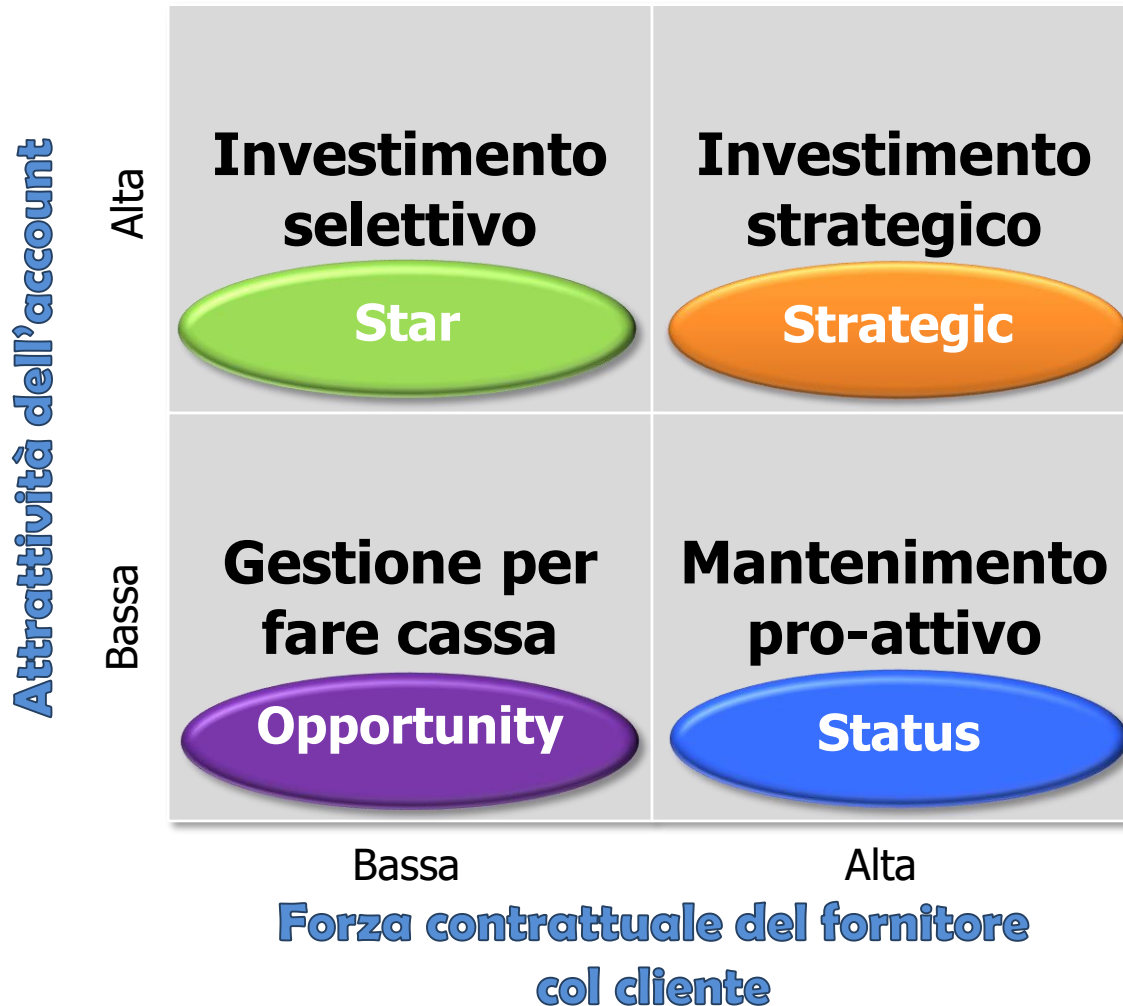 Attrattività dell'account
Alta
Investimento
selettivo
Star
Investimento
strategico
Strategic
Bassa
Gestione per
fare cassa
Opportunity
Mantenimento
pro-attivo
Status
Bassa
Alta
Forza contrattuale del fornitore
col cliente